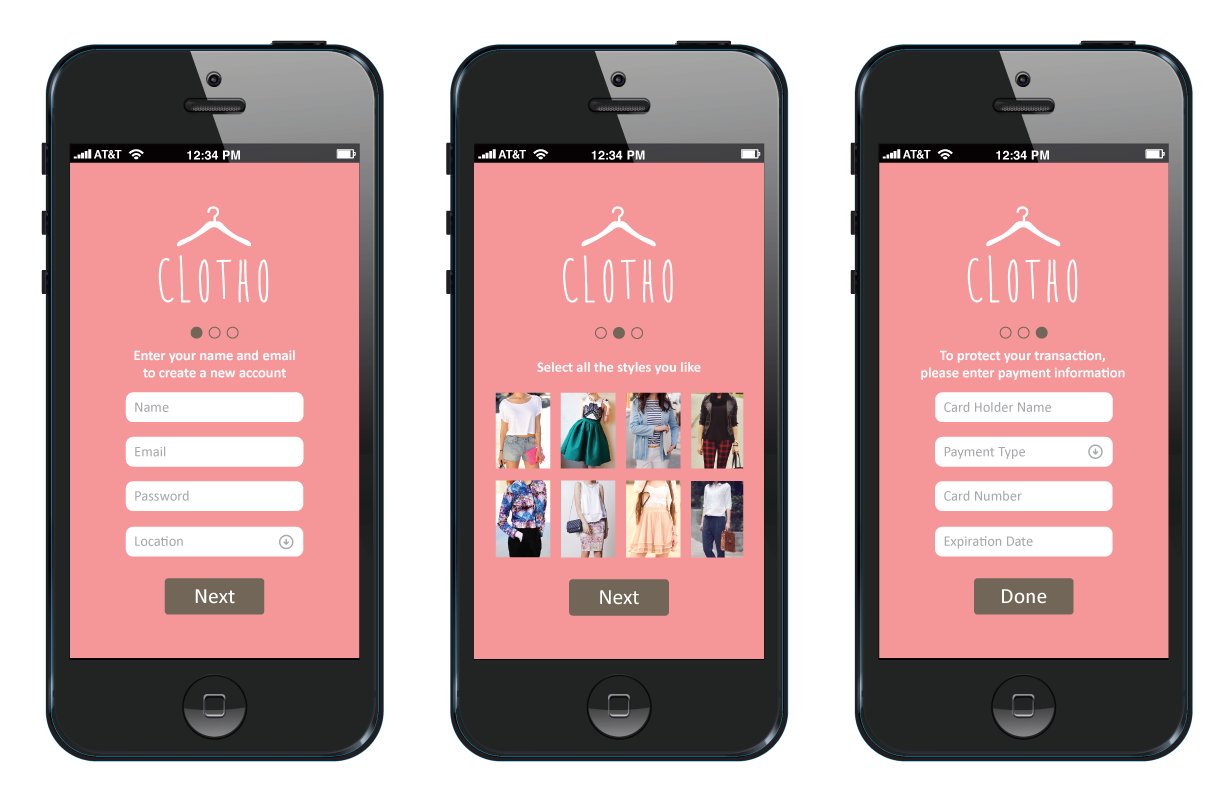 AT&T 12:34 PM
CLOTHO
Enter your name and email
to create a new account
Name
Email
Password
Location
Next
AT&T 12:34 PM
CLOTHO
Select all the styles you like
Next
AT&T 12:34 PM
CLOTHO
To protect your transaction,
please enter payment information
Card Holder Name
Payment Type
Card Number
Expiration Date
Done